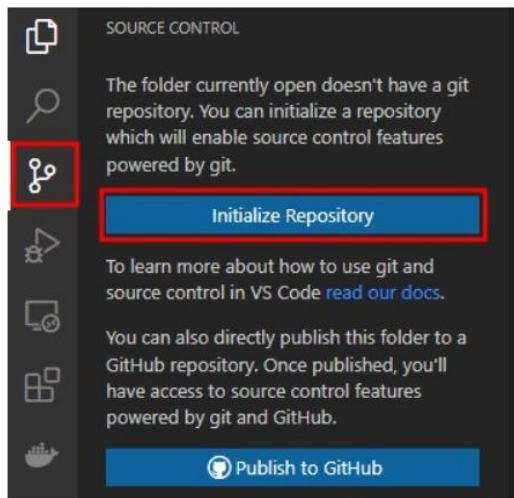 SOURCE CONTROL
The folder currently open doesn't have a git
repository. You can initialize a repository
which will enable source control features
powered by git.
Initialize Repository
To learn more about how to use git and
source control in VS Code read our docs.
You can also directly publish this folder to a
GitHub repository. Once published, you'll
have access to source control features
powered by git and GitHub.
Publish to GitHub